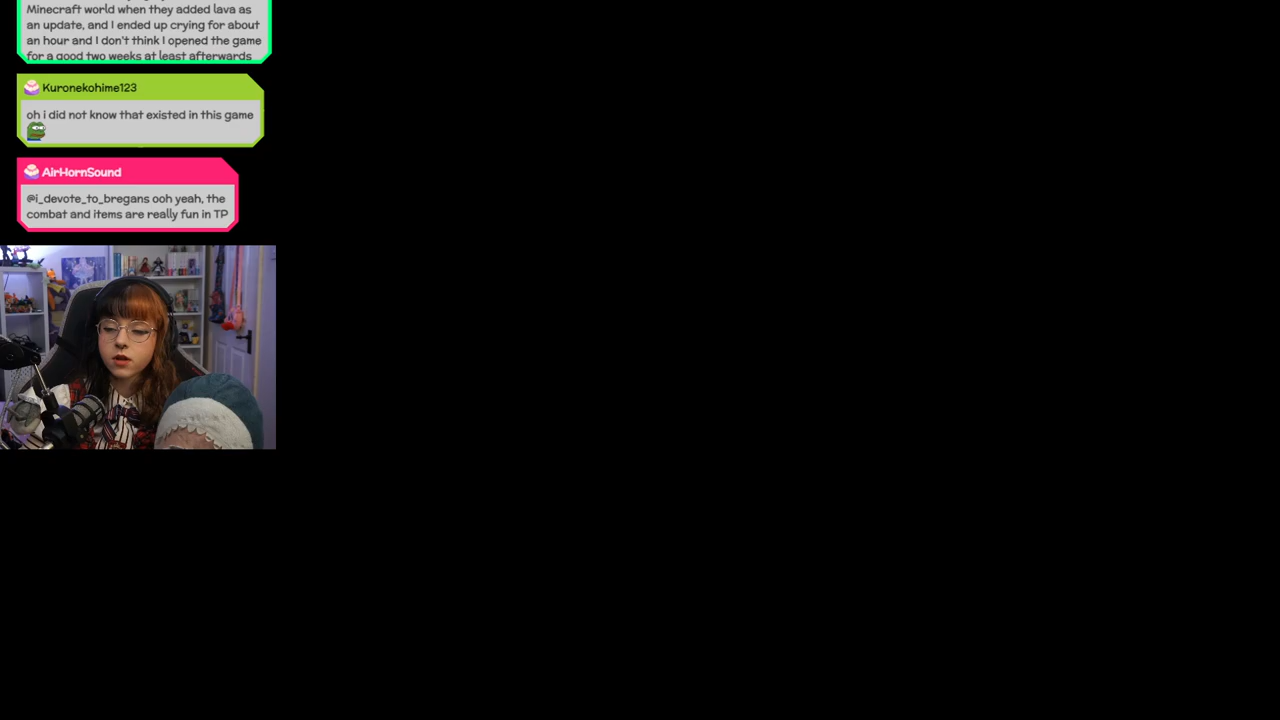 Minecraft world when they added lava as
an update, and I ended up crying for about
an hour and I don't think I opened the game
for a good two weeks at least afterwards
Kuronekohime123
oh i did not know that existed in this game
AirHornSound
@i_devote_to_bregans ooh yeah, the
combat and items are really fun in TP